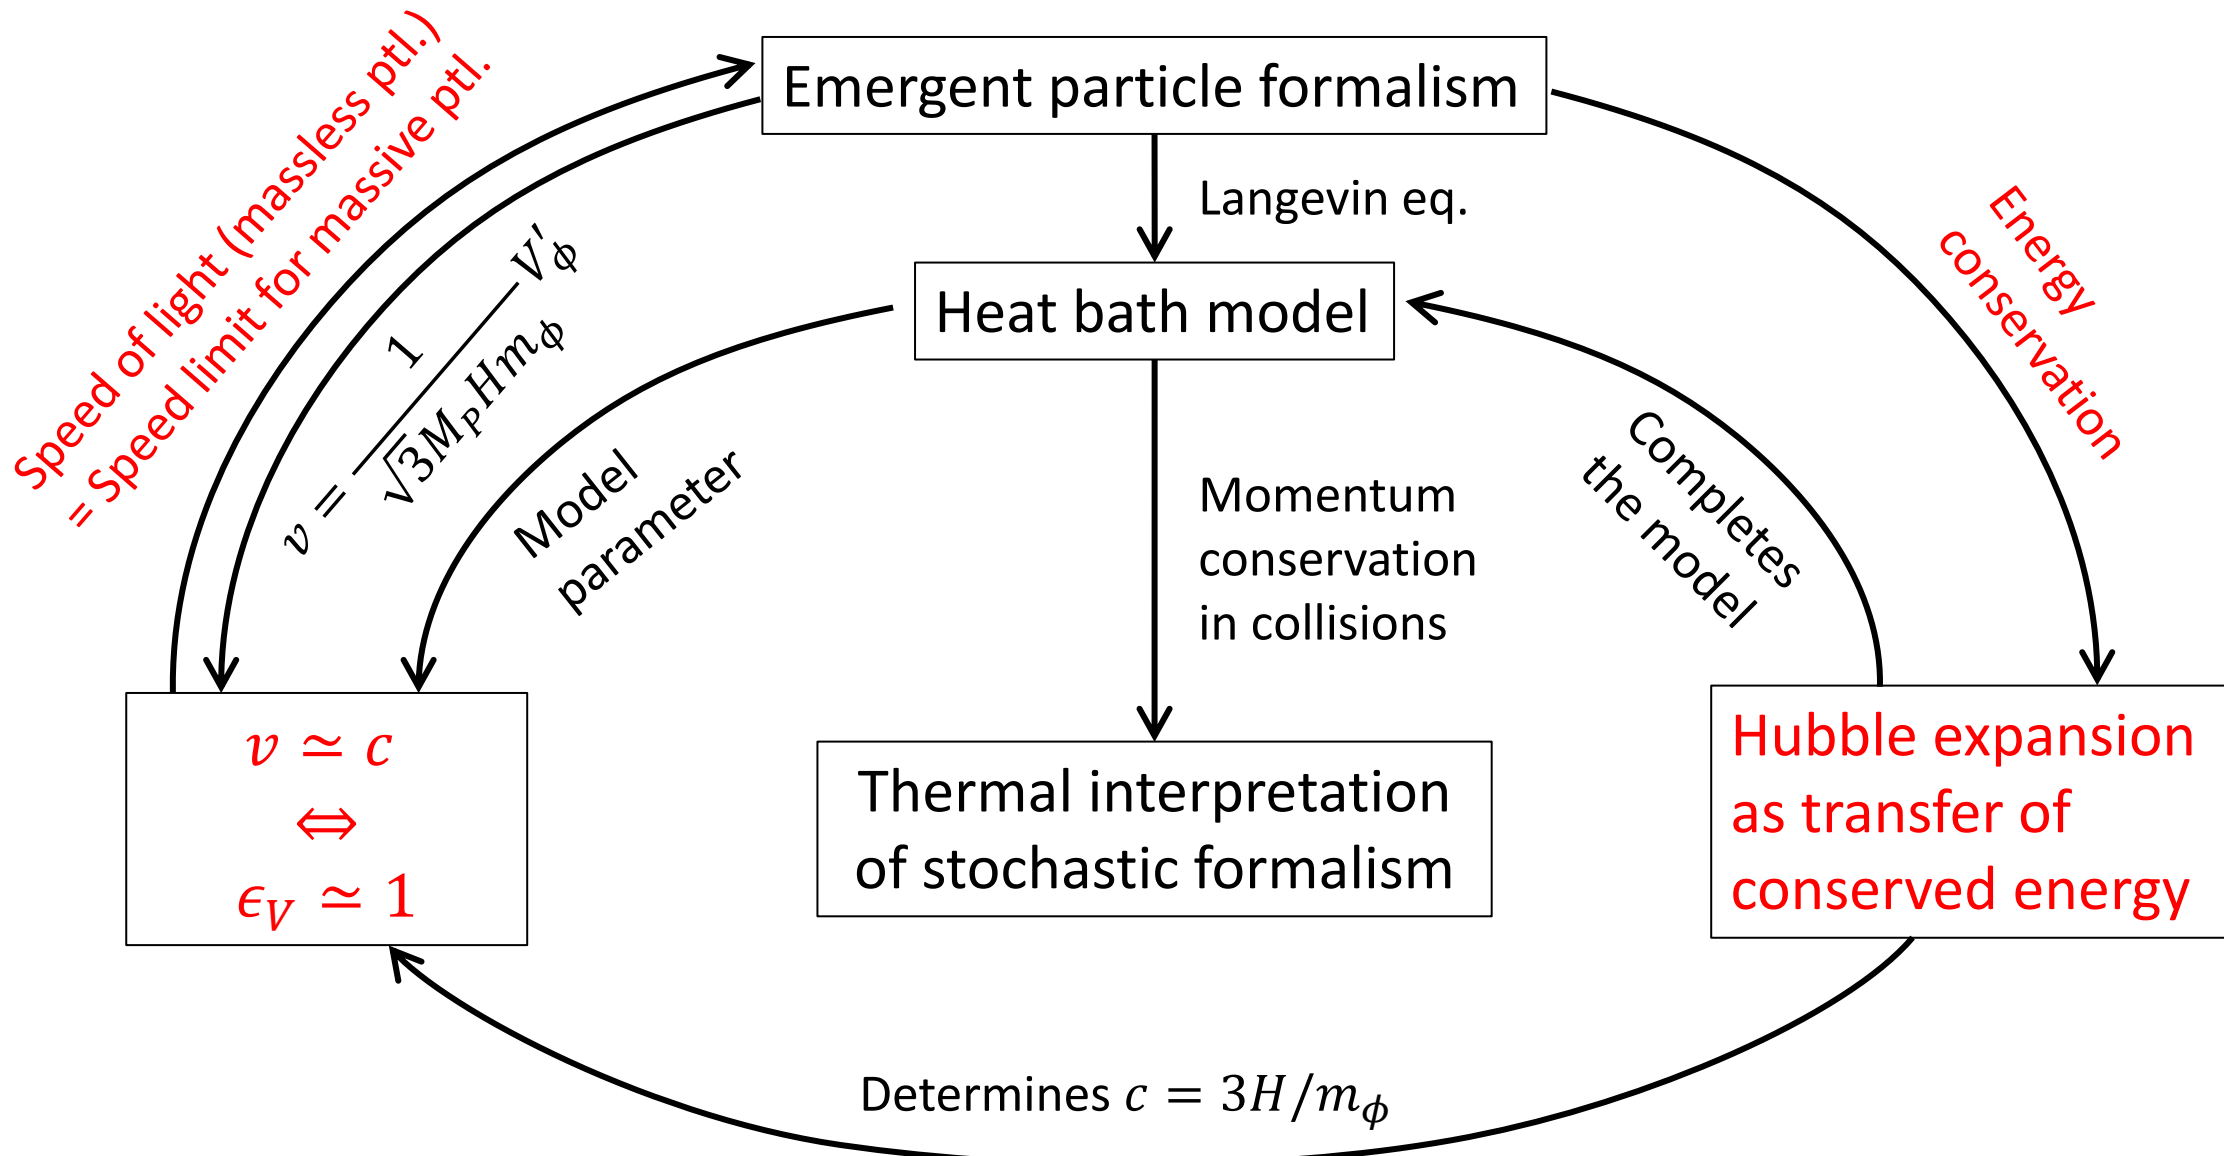 Emergent particle formalism
Speed of light (massless ptl.)
= Speed limit for massive ptl.
Langevin eq.
Energy
conservation
v = \frac{1}{\sqrt{3}M_P H m_ϕ} V'_ϕ
Heat bath model
Model
parameter
Momentum
conservation
in collisions
Completes
the model
v ≃ c
⇔
ϵ_V ≃ 1
Thermal interpretation
of stochastic formalism
Hubble expansion
as transfer of
conserved energy
Determines c = 3H/m_ϕ